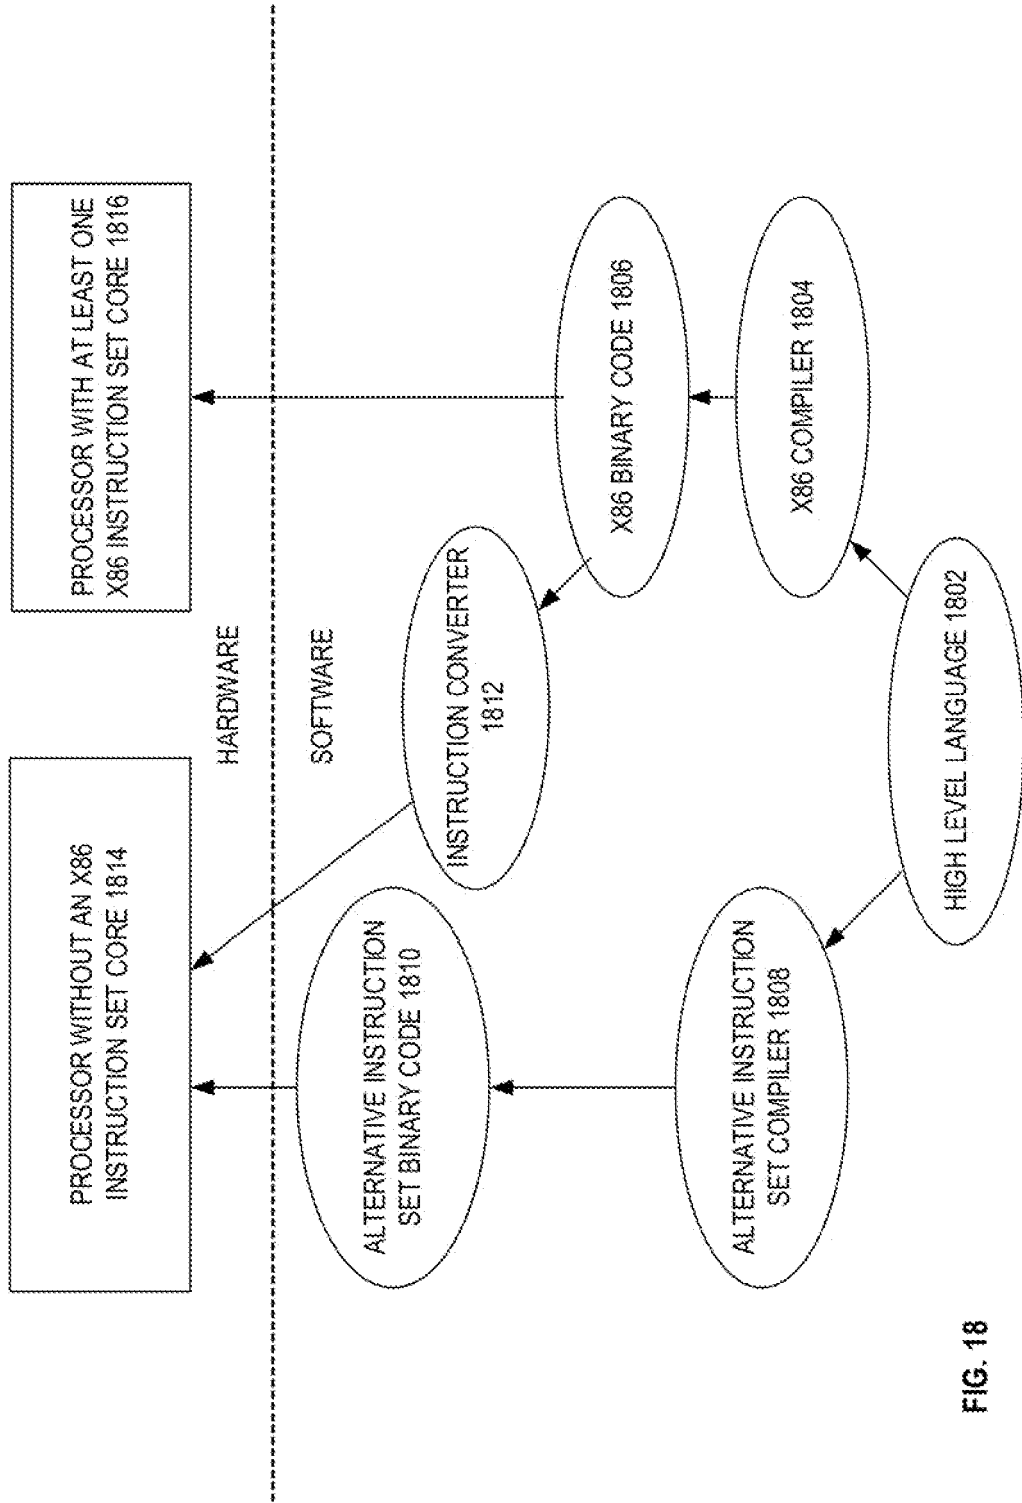 PROCESSOR WITHOUT AN X86
INSTRUCTION SET CORE 1814
PROCESSOR WITH AT LEAST ONE
X86 INSTRUCTION SET CORE 1816
HARDWARE
SOFTWARE
ALTERNATIVE INSTRUCTION
SET BINARY CODE 1810
INSTRUCTION CONVERTER
1812
X86 BINARY CODE 1806
ALTERNATIVE INSTRUCTION
SET COMPILER 1808
X86 COMPILER 1804
HIGH LEVEL LANGUAGE 1802
FIG. 18